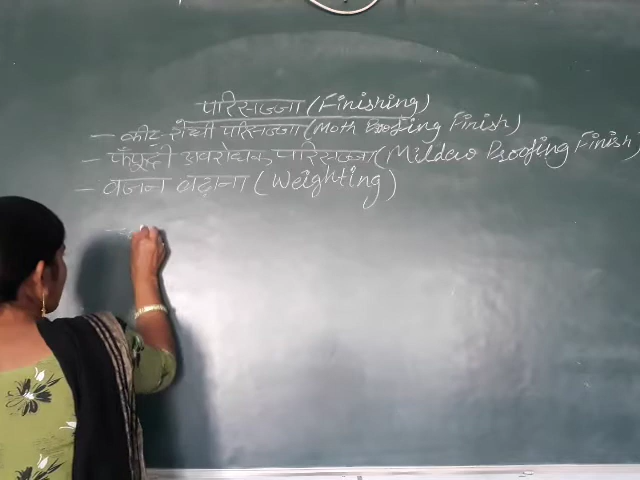 परिसज्जा (Finishing)
- कीट रोधी परिसज्जा (Moth Proofing Finish)
- फफूंदी अवरोधक परिसज्जा (Mildew Proofing Finish)
- वजन बढ़ाना (Weighting)